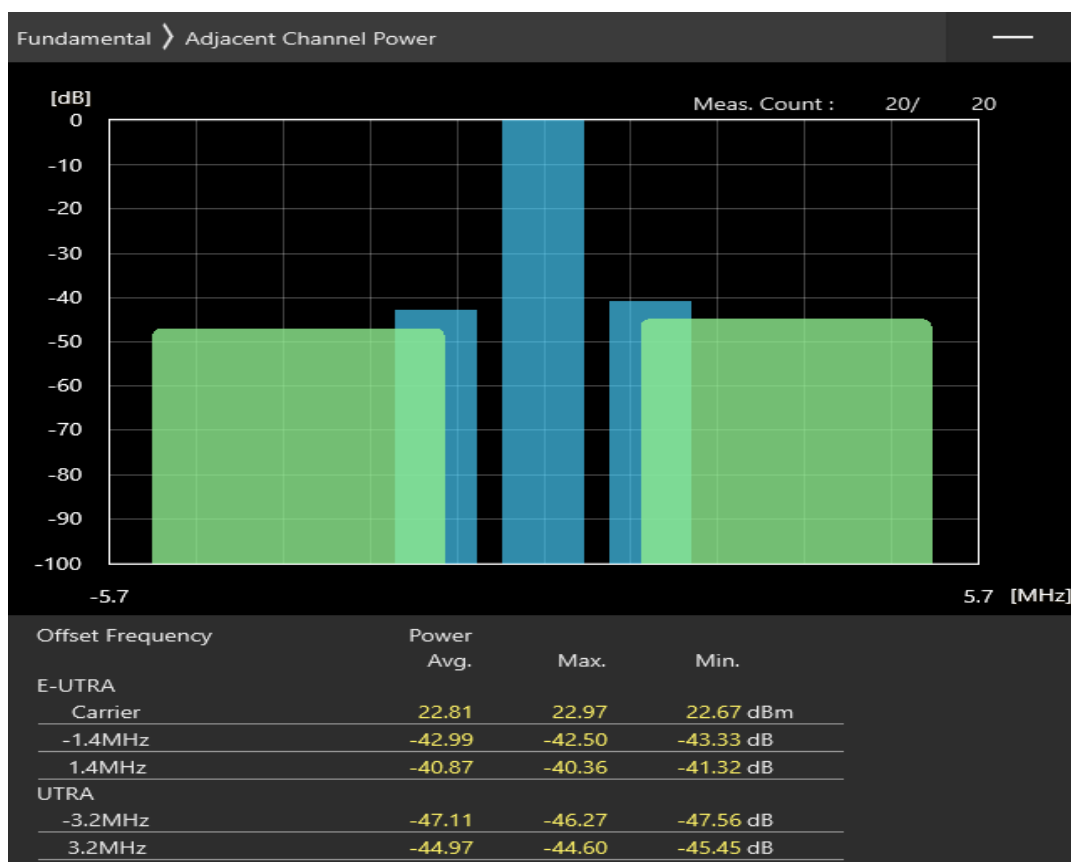 Fundamental ❯ Adjacent Channel Power
[dB]
Meas. Count : 20/ 20
0
-10
-20
-30
-40
-50
-60
-70
-80
-90
-100
-5.7 5.7 [MHz]
Offset Frequency Power
Avg. Max. Min.
E-UTRA
Carrier 22.81 22.97 22.67 dBm
-1.4MHz -42.99 -42.50 -43.33 dB
1.4MHz -40.87 -40.36 -41.32 dB
UTRA
-3.2MHz -47.11 -46.27 -47.56 dB
3.2MHz -44.97 -44.60 -45.45 dB